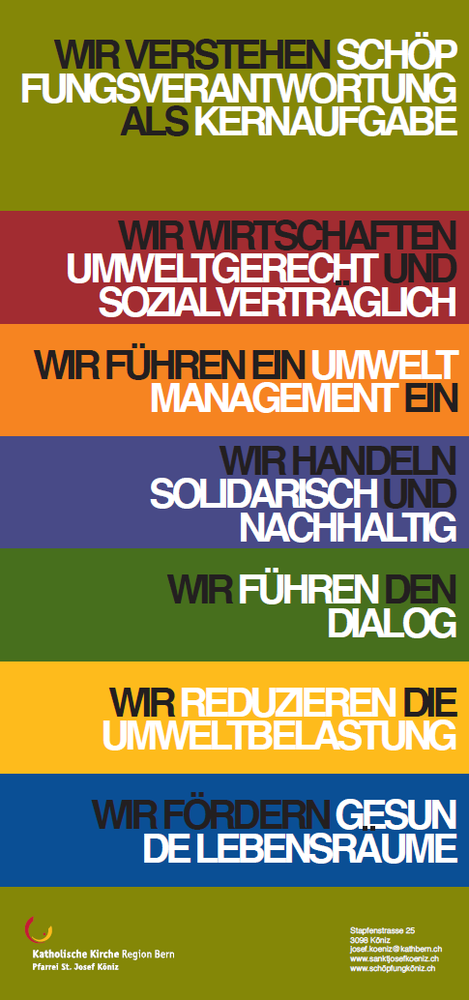 WIR VERSTEHEN SCHÖP
FUNGSVERANTWORTUNG
ALS KERNAUFGABE
WIR WIRTSCHAFTEN
UMWELTGERECHT UND
SOZIALVERTRÄGLICH
WIR FÜHREN EIN UMWELT
MANAGEMENT EIN
WIR HANDELN
SOLIDARISCH UND
NACHHALTIG
WIR FÜHREN DEN
DIALOG
WIR REDUZIEREN DIE
UMWELTBELASTUNG
WIR FÖRDERN GESUN
DE LEBENSRÄUME
Katholische Kirche Region Bern
Pfarrei St. Josef Köniz
Stapfenstrasse 25
3098 Köniz
josef.koeniz@kathbern.ch
www.sanktjosefkoeniz.ch
www.schöpfungköniz.ch